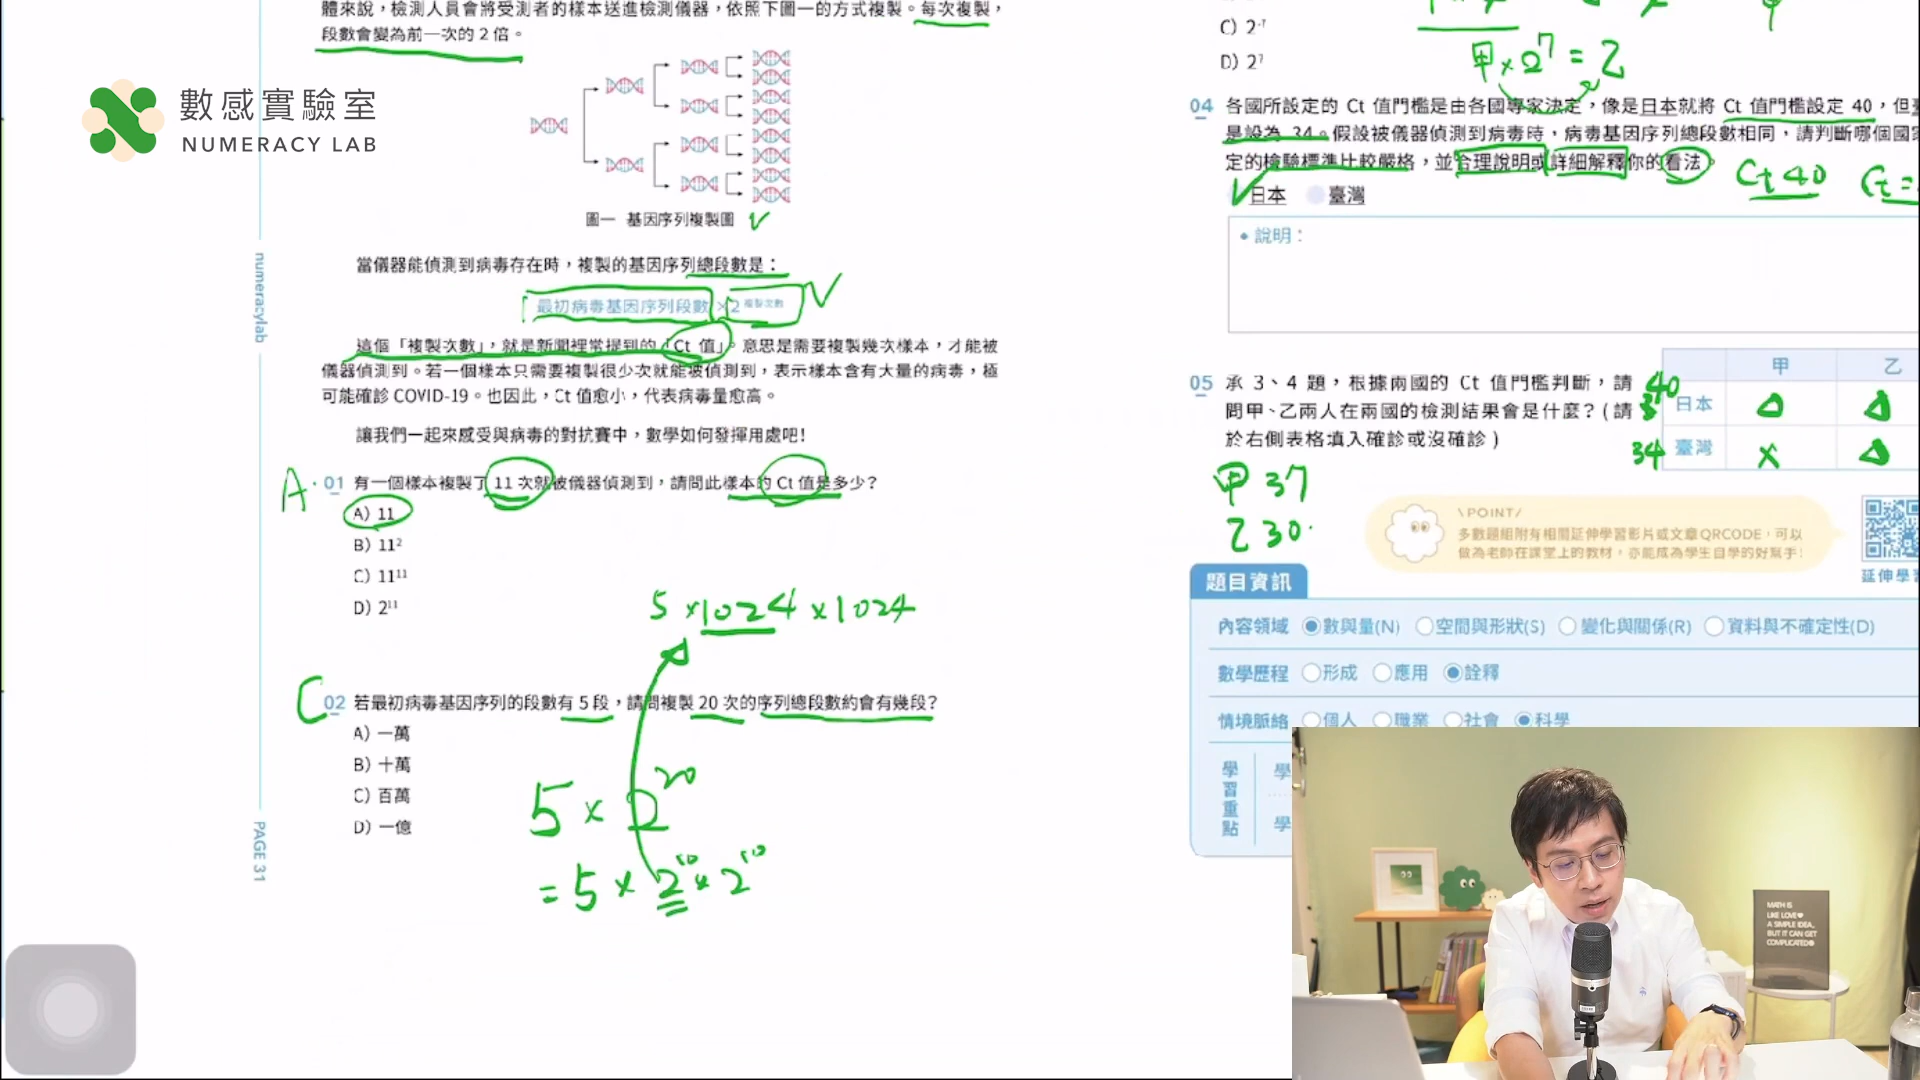 體來說，檢測人員會將受測者的樣本送進檢測儀器，依照下圖一的方式複製。每次複製，
段數會變為前一次的 2 倍。
數感實驗室
NUMERACY LAB
圖一 基因序列複製圖
當儀器能偵測到病毒存在時，複製的基因序列總段數是：
最初病毒基因序列段數 ×2 複製次數
這個「複製次數」，就是新聞裡常提到的「Ct 值」。意思是需要複製幾次樣本，才能被
儀器偵測到。若一個樣本只需要複製很少次就能被偵測到，表示樣本含有大量的病毒，極
可能確診 COVID-19。也因此，Ct 值愈小，代表病毒量愈高。
讓我們一起來感受與病毒的對抗賽中，數學如何發揮用處吧！
numeracylab
A. 01 有一個樣本複製了 11 次就被儀器偵測到，請問此樣本的 Ct 值是多少？
A) 11
B) 11²
C) 11¹¹
D) 2¹¹
5 ×1024 ×1024
C 02 若最初病毒基因序列的段數有 5 段，請問複製 20 次的序列總段數約會有幾段？
A) 一萬
B) 十萬
C) 百萬
D) 一億
5 × 2²⁰
= 5 × 2¹⁰ × 2¹⁰
PAGE 31
C) 2⁻⁷
D) 2⁷
甲 × 2⁷ = 乙
04 各國所設定的 Ct 值門檻是由各國專家決定，像是日本就將 Ct 值門檻設定 40，但
是設為 34。假設被儀器偵測到病毒時，病毒基因序列總段數相同，請判斷哪個國
定的檢驗標準比較嚴格，並合理說明或詳細解釋你的看法。
Ct 40 Ct =
✓ 日本 臺灣
• 說明：
05 承 3、4 題，根據兩國的 Ct 值門檻判斷，請
問甲、乙兩人在兩國的檢測結果會是什麼？( 請
於右側表格填入確診或沒確診 )
甲 乙
40 日本 △ △
34 臺灣 × △
甲 37
乙 30.
\ POINT /
多數題組附有相關延伸學習影片或文章 QRCODE，可以
做為老師在課堂上的教材，亦能成為學生自學的好幫手！
延伸學
題目資訊
內容領域 數與量(N) 空間與形狀(S) 變化與關係(R) 資料與不確定性(D)
數學歷程 形成 應用 詮釋
情境脈絡 個人 職業 社會 科學
學習重點
學
學
MATH IS
LIKE LOVE
A SIMPLE IDEA,
BUT IT CAN GET
COMPLICATED